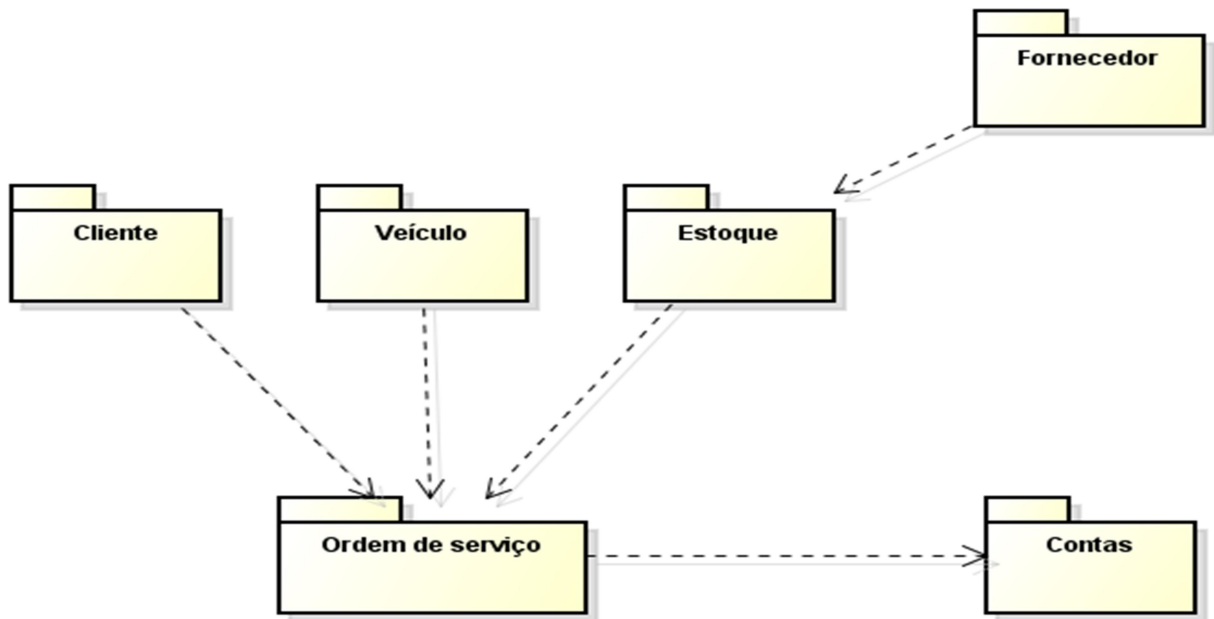 Fornecedor
Cliente
Veículo
Estoque
Ordem de serviço
Contas